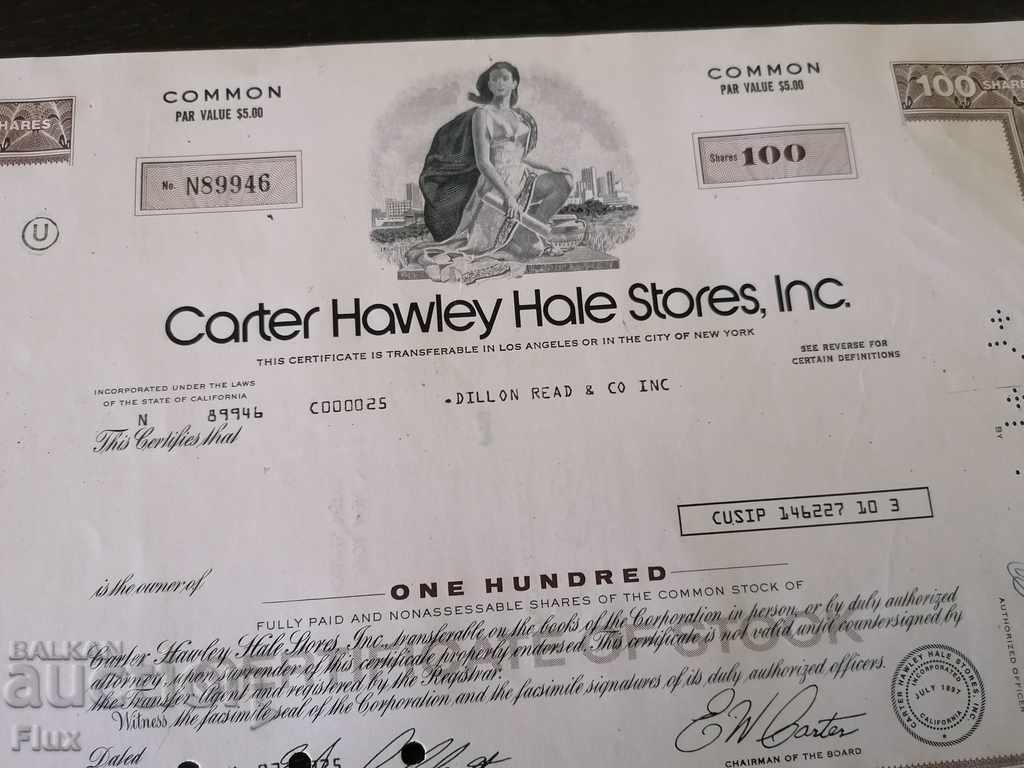 COMMON
PAR VALUE $5.00
COMMON
PAR VALUE $5.00
SHARES
100 SHARES
No. N89946
Shares 100
U
Carter Hawley Hale Stores, Inc.
THIS CERTIFICATE IS TRANSFERABLE IN LOS ANGELES OR IN THE CITY OF NEW YORK
SEE REVERSE FOR
CERTAIN DEFINITIONS
INCORPORATED UNDER THE LAWS
OF THE STATE OF CALIFORNIA
N 89946 C000025 DILLON READ & CO INC
This Certifies that
BY
CUSIP 146227 10 3
is the owner of
ONE HUNDRED
FULLY PAID AND NONASSESSABLE SHARES OF THE COMMON STOCK OF
Carter Hawley Hale Stores, Inc., transferable on the books of the Corporation in person, or by duly authorized
attorney, upon surrender of this certificate properly endorsed. This certificate is not valid until countersigned by
the Transfer Agent and registered by the Registrar.
Witness, the facsimile seal of the Corporation and the facsimile signatures of its duly authorized officers.
OF STOCK
Dated
E W Carter
CHAIRMAN OF THE BOARD
CARTER HAWLEY HALE STORES, INC.
INCORPORATED
JULY 1897
CALIFORNIA
AUTHORIZED OFFICER
BALKAN
auction
Flux